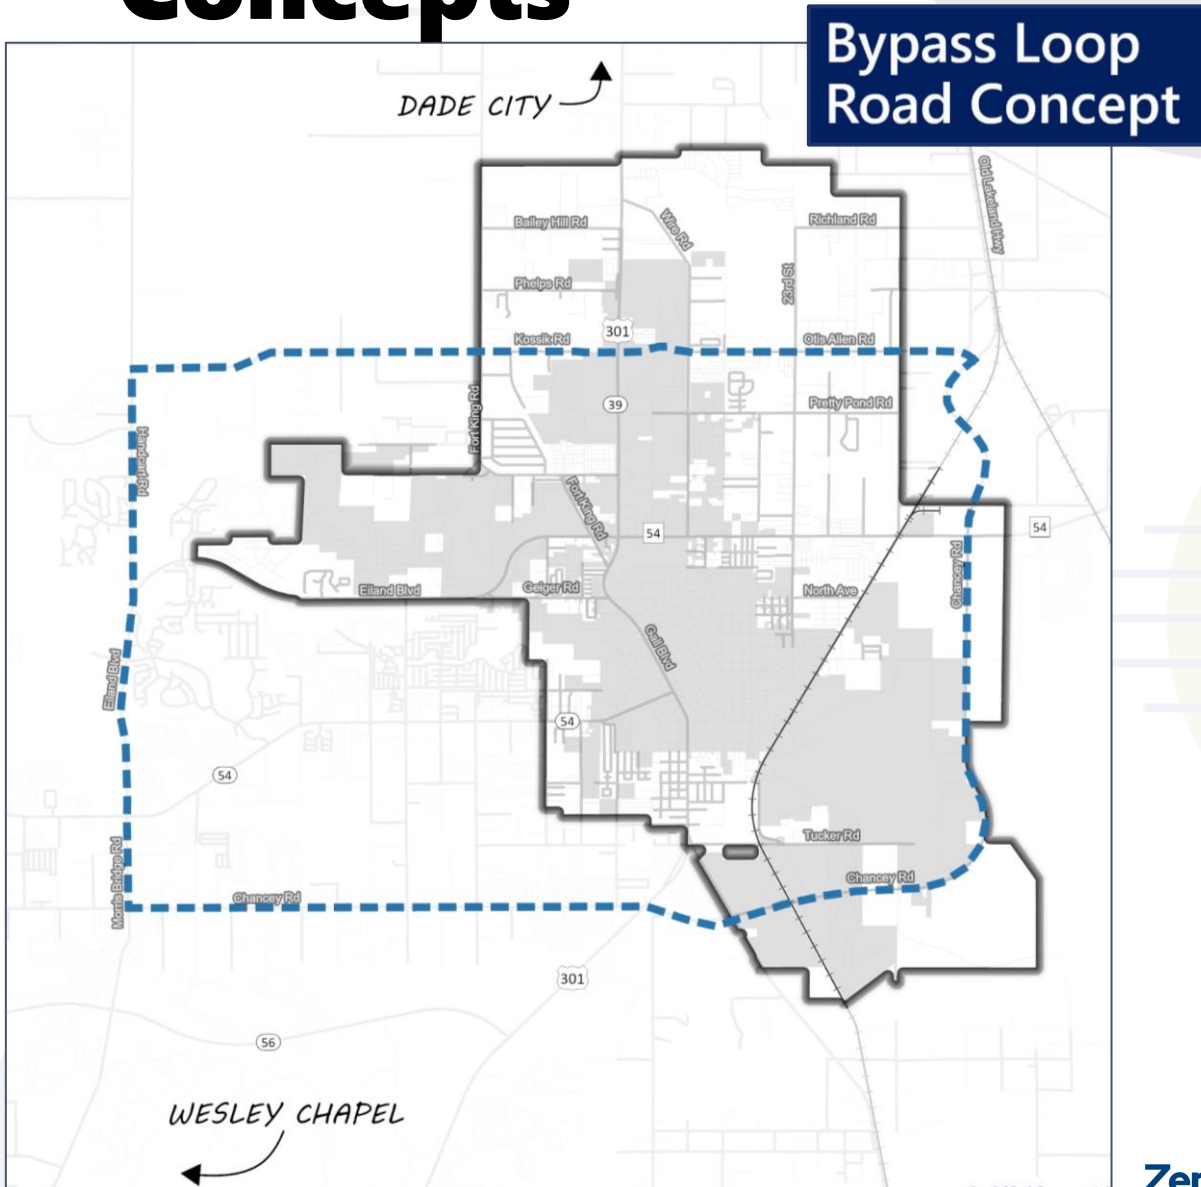 Concepts
Bypass Loop
Road Concept
DADE CITY
Old Lakeland Hwy
Bailey Hill Rd
Wire Rd
Richland Rd
Phelps Rd
23rd St
301
Kossik Rd
Otis Allen Rd
39
Fort King Rd
Pretty Pond Rd
Handcart Rd
Fort King Rd
54
54
Chancey Rd
Eiland Blvd
Geiger Rd
North Ave
Gall Blvd
Eiland Blvd
54
54
Tucker Rd
Morris Bridge Rd
Chancey Rd
Chancey Rd
301
56
WESLEY CHAPEL